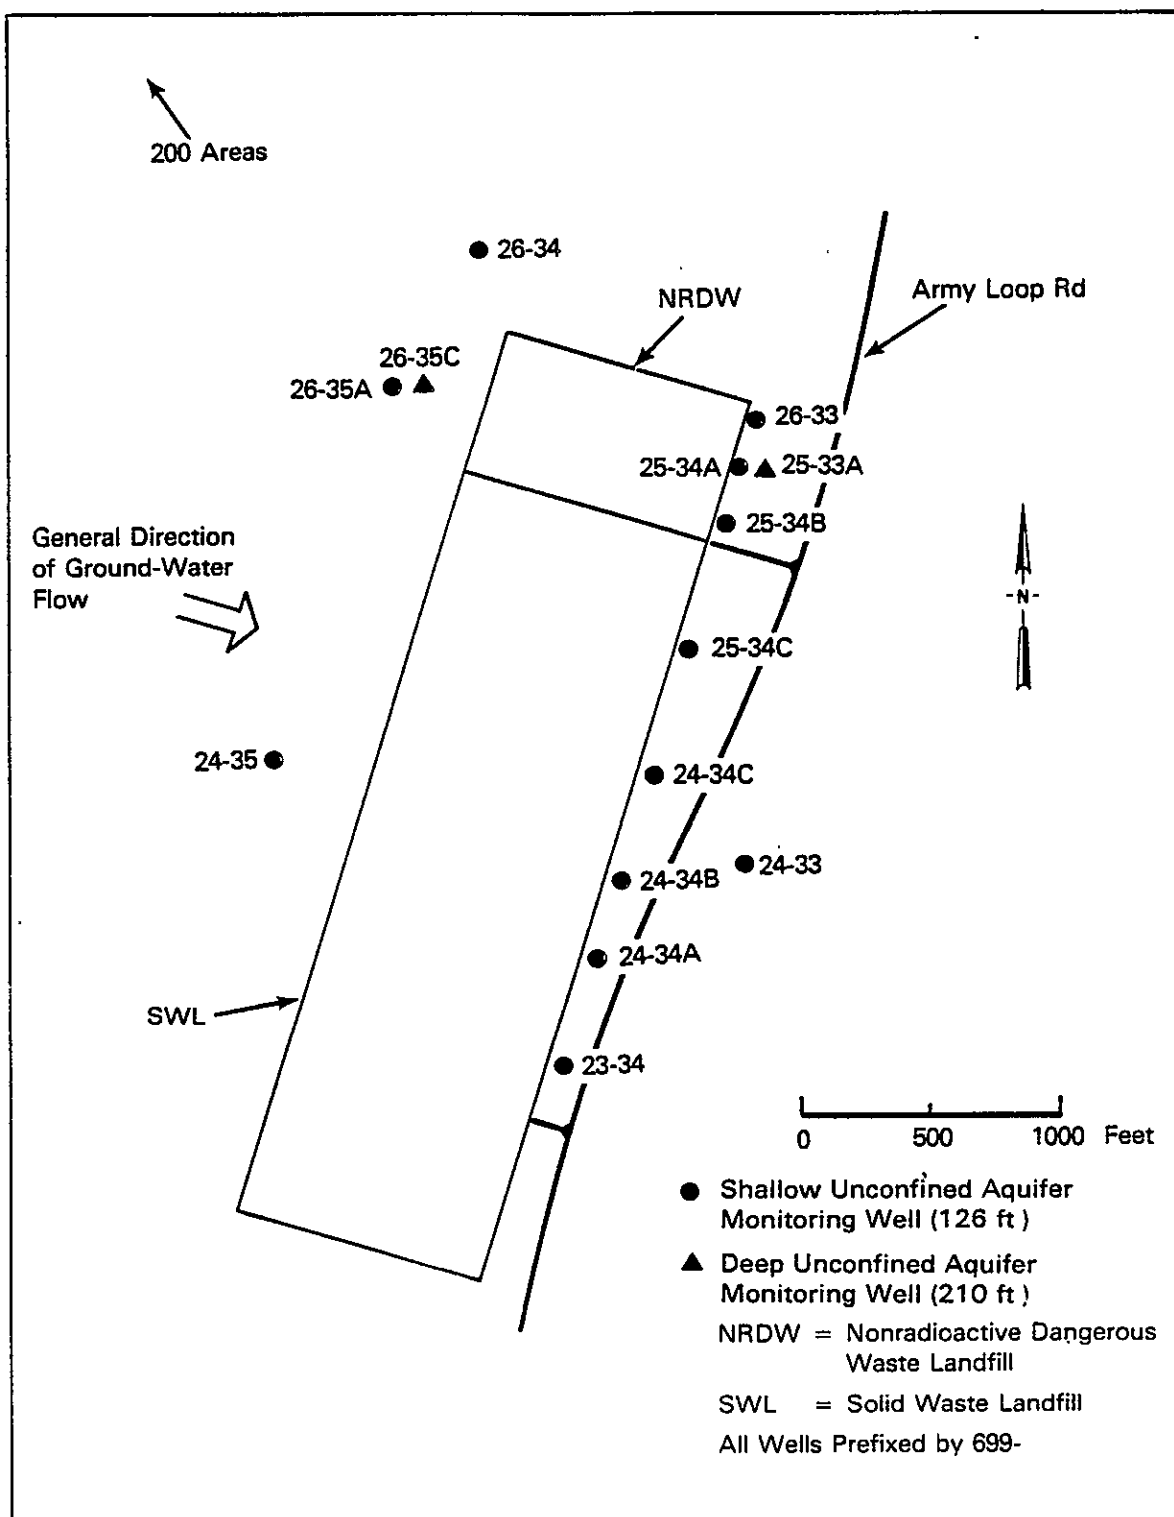 200 Areas
26-34
NRDW
Army Loop Rd
26-35C
26-35A
26-33
25-34A
25-33A
25-34B
General Direction
of Ground-Water
Flow
-N-
25-34C
24-35
24-34C
24-33
24-34B
24-34A
SWL
23-34
0 500 1000 Feet
Shallow Unconfined Aquifer
Monitoring Well (126 ft)
Deep Unconfined Aquifer
Monitoring Well (210 ft)
NRDW = Nonradioactive Dangerous
Waste Landfill
SWL = Solid Waste Landfill
All Wells Prefixed by 699-